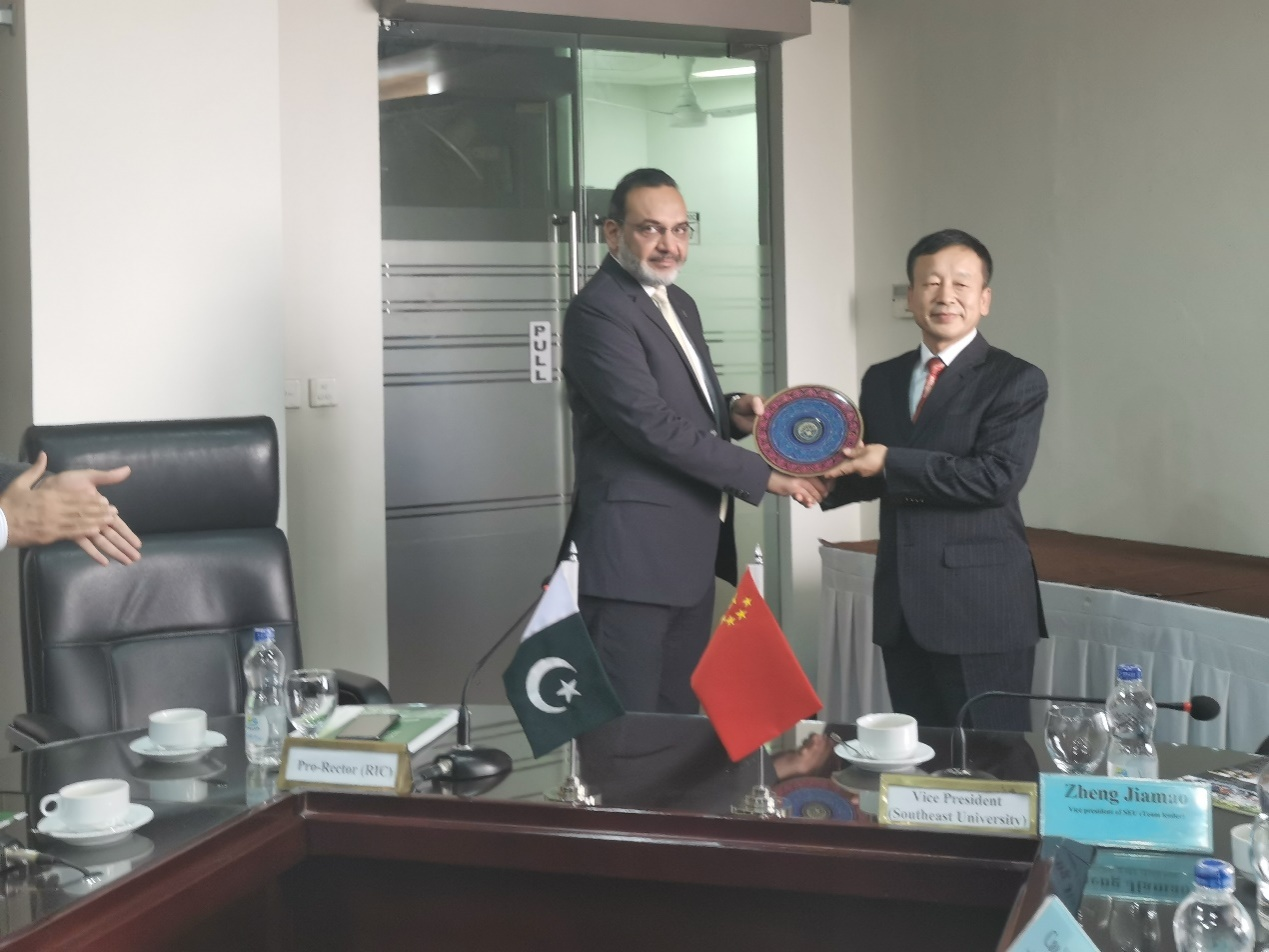 PULL
Pro-Rector (RIC)
Vice President
Southeast University)
Zheng Jiamao
Vice president of SEU (Team leader)